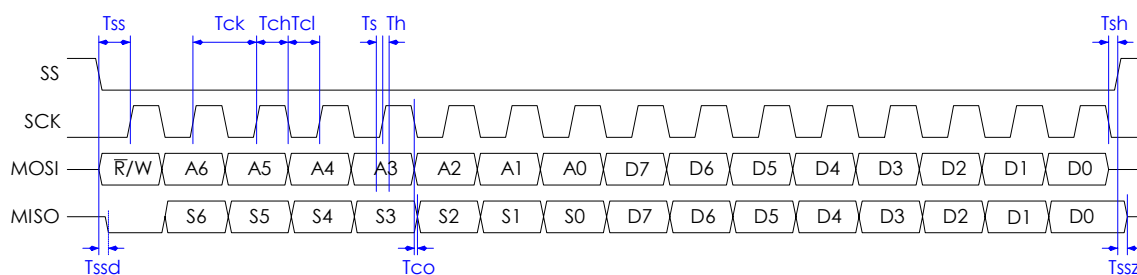 Tss Tck Tch Tcl Ts Th Tsh
SS
SCK
MOSI R̅/W A6 A5 A4 A3 A2 A1 A0 D7 D6 D5 D4 D3 D2 D1 D0
MISO S6 S5 S4 S3 S2 S1 S0 D7 D6 D5 D4 D3 D2 D1 D0
Tssd Tco Tssz